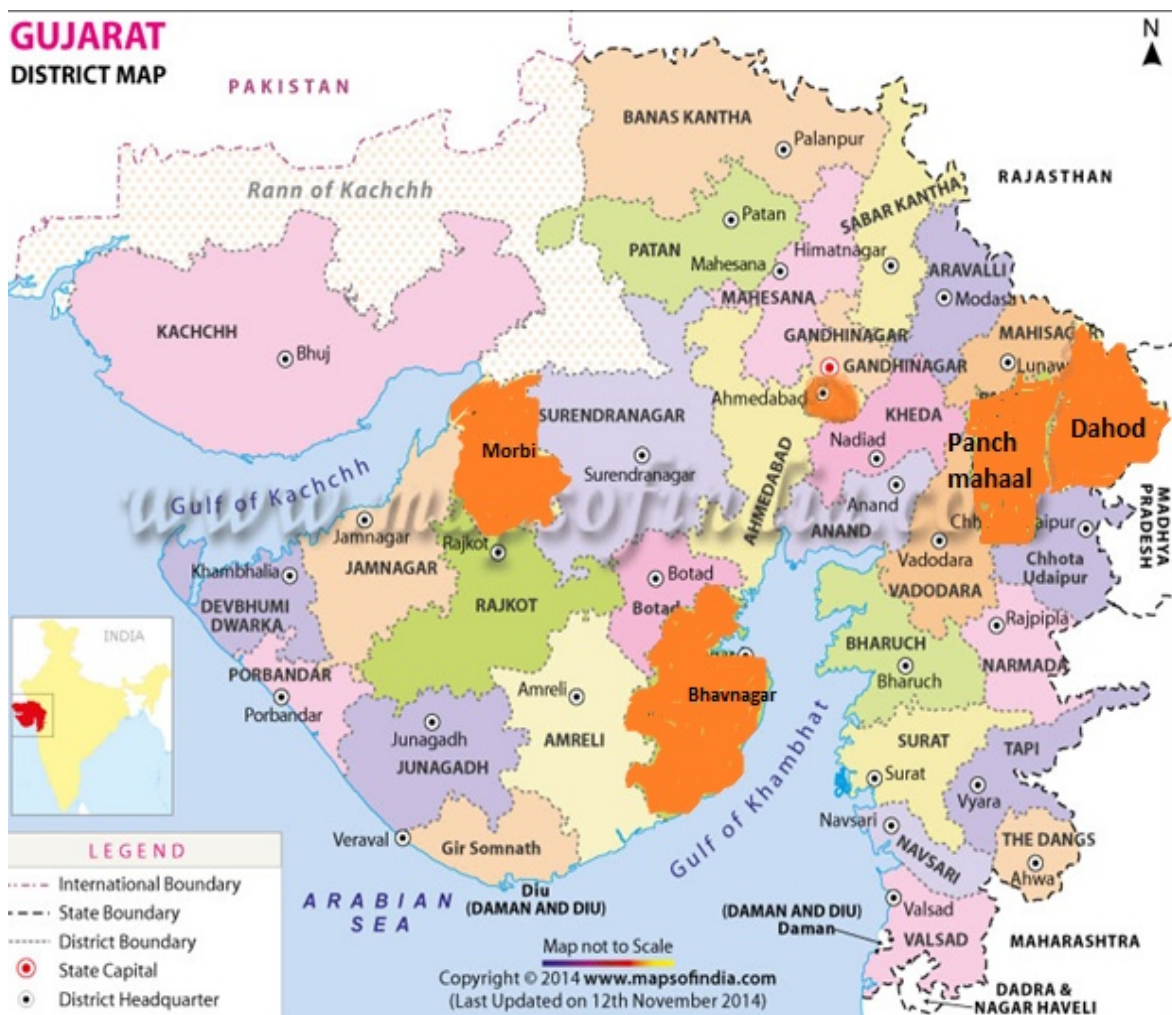 GUJARAT
DISTRICT MAP
N
PAKISTAN
BANAS KANTHA
Palanpur
RAJASTHAN
Rann of Kachchh
SABAR KANTHA
Patan
PATAN
Himatnagar
Mahesana
ARAVALLI
MAHESANA
Modasa
KACHCHH
Bhuj
GANDHINAGAR
MAHISAGAR
GANDHINAGAR
Ahmedabad
SURENDRANAGAR
KHEDA
Morbi
Panch
mahaal
Dahod
Nadiad
Surendranagar
AHMEDABAD
Anand
Gulf of Kachchh
www.mapsofindia.com
ANAND
MADHYA
PRADESH
Jamnagar
Rajkot
Vadodara
JAMNAGAR
Khambhalia
Botad
Chhota
Udaipur
DEVBHUMI
DWARKA
RAJKOT
Botad
VADODARA
Rajpipla
INDIA
BHARUCH
NARMADA
PORBANDAR
Amreli
Bhavnagar
Bharuch
Porbandar
Junagadh
AMRELI
SURAT
TAPI
JUNAGADH
Gulf of Khambhat
Surat
Vyara
Veraval
Navsari
Gir Somnath
NAVSARI
THE DANGS
Ahwa
LEGEND
International Boundary
State Boundary
District Boundary
State Capital
District Headquarter
ARABIAN
SEA
Diu
(DAMAN AND DIU)
(DAMAN AND DIU)
Daman
Valsad
VALSAD
MAHARASHTRA
Map not to Scale
Copyright © 2014 www.mapsofindia.com
(Last Updated on 12th November 2014)
DADRA &
NAGAR HAVELI